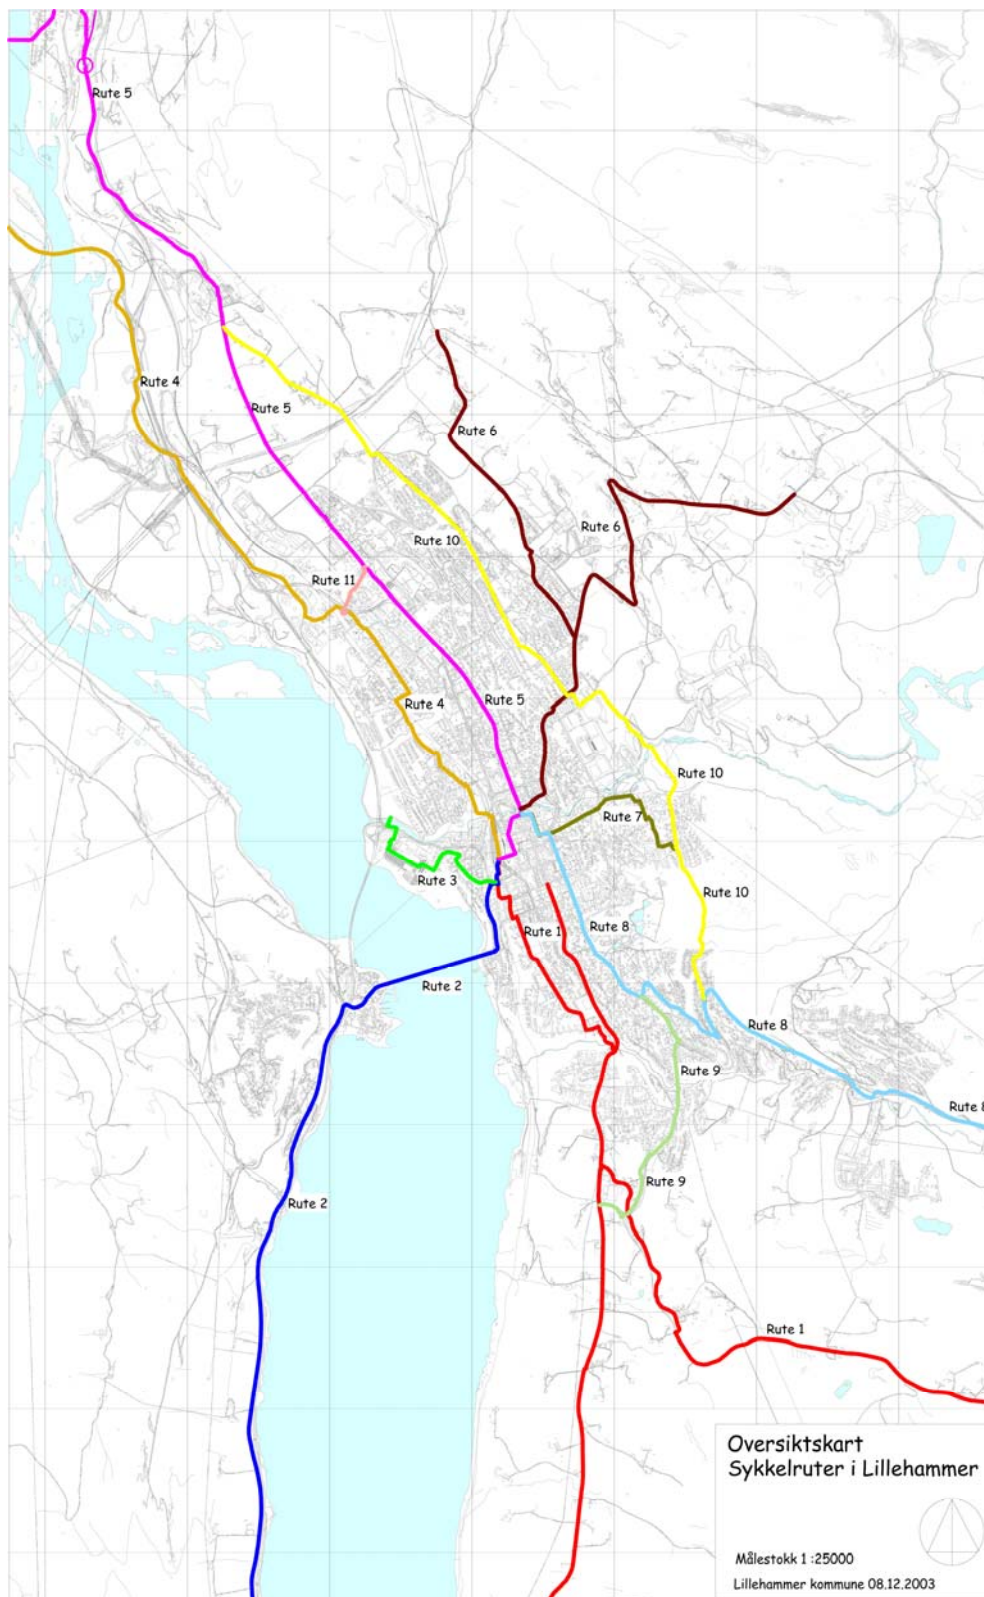 Rute 5
Rute 4
Rute 5
Rute 6
Rute 6
Rute 10
Rute 11
Rute 5
Rute 4
Rute 10
Rute 7
Rute 3
Rute 10
Rute 1
Rute 8
Rute 2
Rute 8
Rute 9
Rute 8
Rute 9
Rute 2
Rute 1
Oversiktskart
Sykkelruter i Lillehammer
Målestokk 1 :25000
Lillehammer kommune 08.12.2003